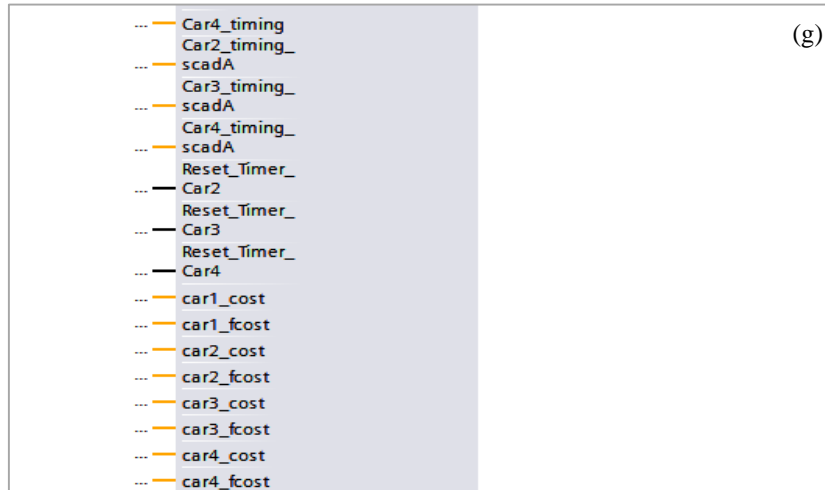 Car4_timing
(g)
Car2_timing_
scadA
Car3_timing_
scadA
Car4_timing_
scadA
Reset_Timer_
Car2
Reset_Timer_
Car3
Reset_Timer_
Car4
car1_cost
car1_fcost
car2_cost
car2_fcost
car3_cost
car3_fcost
car4_cost
car4_fcost